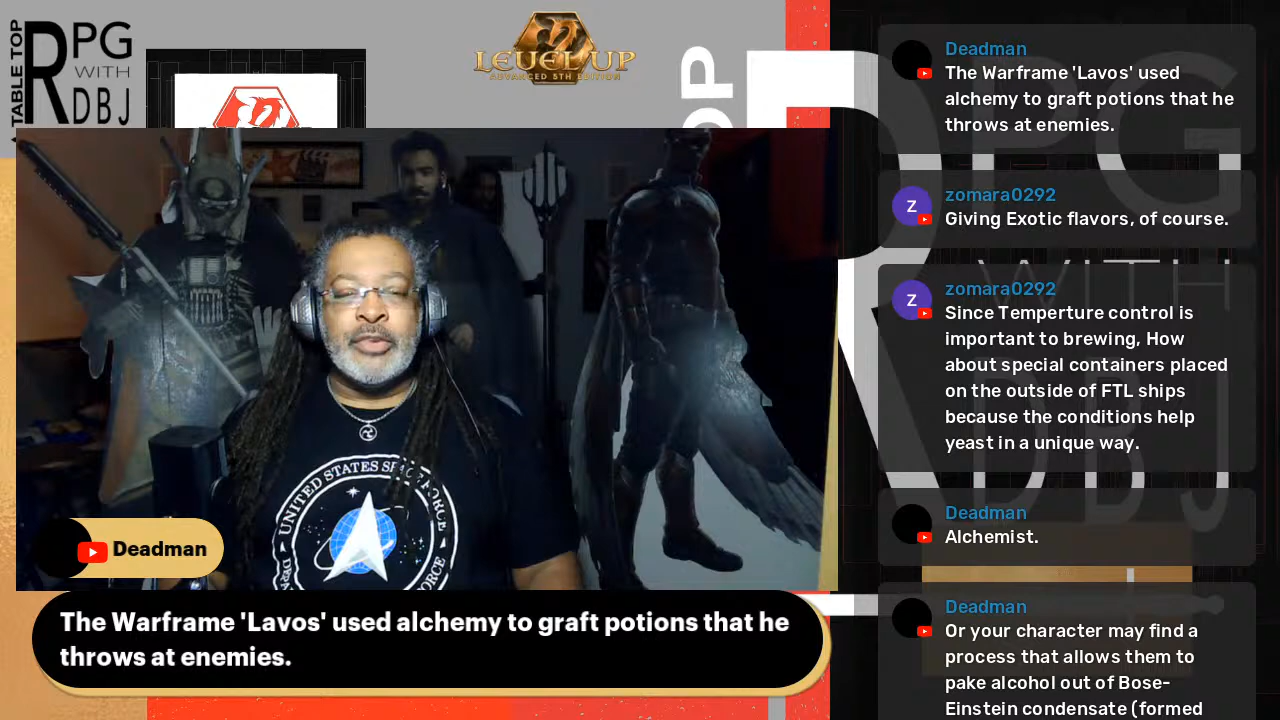 TABLE TOP
RPG
WITH
DBJ
LEVEL UP
ADVANCED 5TH EDITION
UNITED STATES SPACE FORCE
Deadman
The Warframe 'Lavos' used alchemy to graft potions that he
throws at enemies.
Deadman
The Warframe 'Lavos' used
alchemy to graft potions that he
throws at enemies.
Z
zomara0292
Giving Exotic flavors, of course.
Z
zomara0292
Since Temperture control is
important to brewing, How
about special containers placed
on the outside of FTL ships
because the conditions help
yeast in a unique way.
Deadman
Alchemist.
Deadman
Or your character may find a
process that allows them to
pake alcohol out of Bose-
Einstein condensate (formed